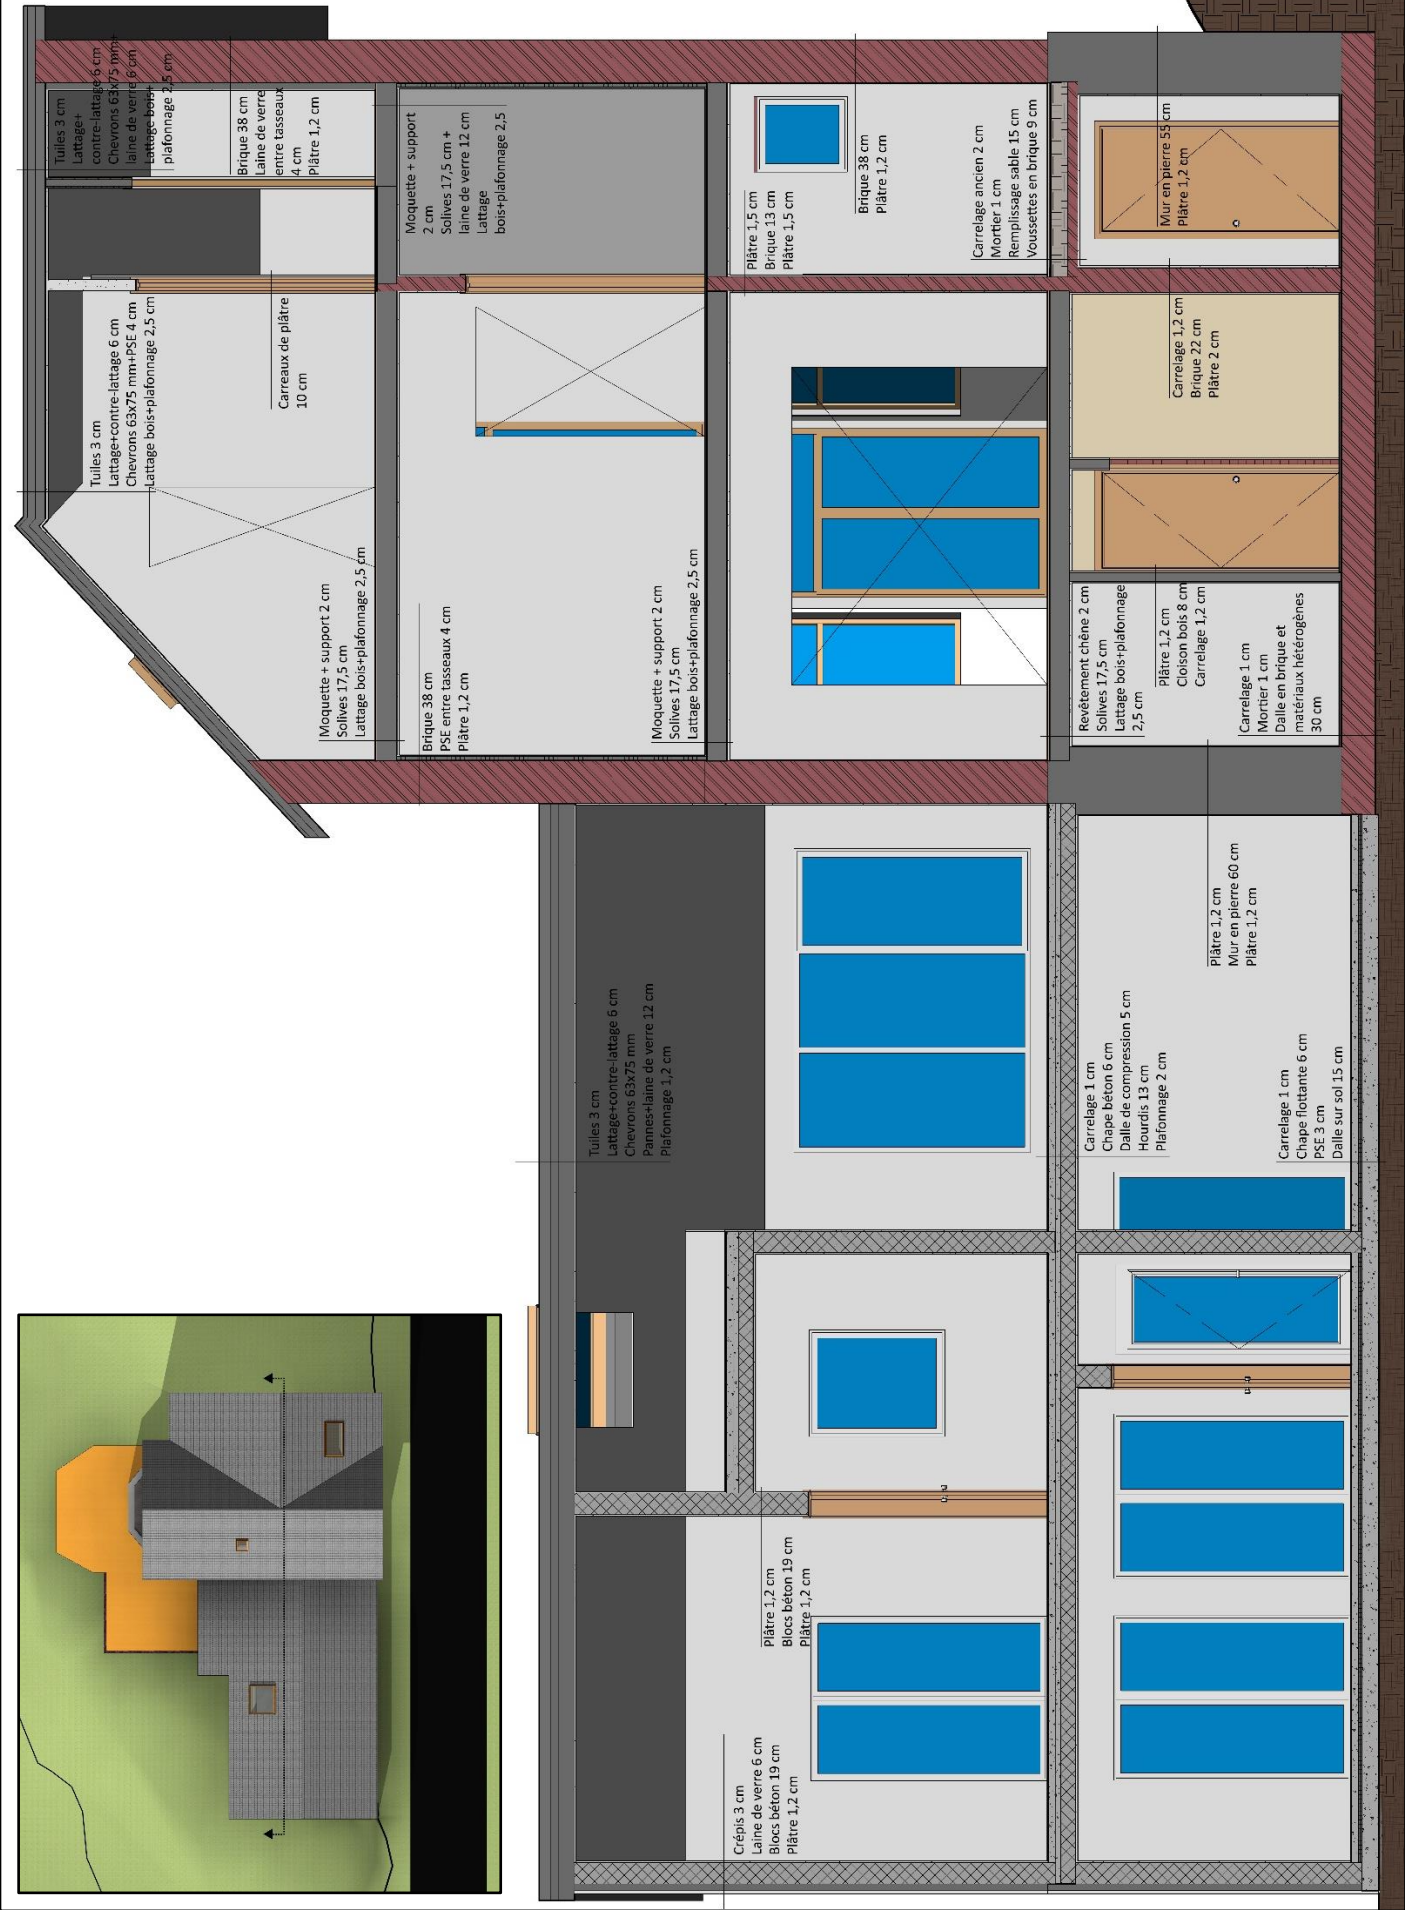 Tuiles 3 cm
Lattage+contre-lattage 6 cm
Chevrons 63x75 mm
Pannes+laine de verre 12 cm
Plafonnage 1,2 cm
Crépis 3 cm
Laine de verre 6 cm
Blocs béton 19 cm
Plâtre 1,2 cm
Plâtre 1,2 cm
Blocs béton 19 cm
Plâtre 1,2 cm
Carrelage 1 cm
Chape béton 6 cm
Dalle de compression 5 cm
Hourdis 13 cm
Plafonnage 2 cm
Carrelage 1 cm
Chape flottante 6 cm
PSE 3 cm
Dalle sur sol 15 cm
Plâtre 1,2 cm
Mur en pierre 60 cm
Plâtre 1,2 cm
Tuiles 3 cm
Lattage+contre-lattage 6 cm
Chevrons 63x75 mm+PSE 4 cm
Lattage bois+plafonnage 2,5 cm
Tuiles 3 cm
Lattage+
contre-lattage 6 cm
Chevrons 63x75 mm+
laine de verre 6 cm
Lattage bois+
plafonnage 2,5 cm
Brique 38 cm
Laine de verre
entre tasseaux
4 cm
Plâtre 1,2 cm
Carreaux de plâtre
10 cm
Moquette + support 2 cm
Solives 17,5 cm
Lattage bois+plafonnage 2,5 cm
Moquette + support
2 cm
Solives 17,5 cm +
laine de verre 12 cm
Lattage
bois+plafonnage 2,5
Brique 38 cm
PSE entre tasseaux 4 cm
Plâtre 1,2 cm
Moquette + support 2 cm
Solives 17,5 cm
Lattage bois+plafonnage 2,5 cm
Plâtre 1,5 cm
Brique 13 cm
Plâtre 1,5 cm
Brique 38 cm
Plâtre 1,2 cm
Carrelage ancien 2 cm
Mortier 1 cm
Remplissage sable 15 cm
Voussettes en brique 9 cm
Revêtement chêne 2 cm
Solives 17,5 cm
Lattage bois+plafonnage
2,5 cm
Plâtre 1,2 cm
Cloison bois 8 cm
Carrelage 1,2 cm
Carrelage 1 cm
Mortier 1 cm
Dalle en brique et
matériaux hétérogènes
30 cm
Carrelage 1,2 cm
Brique 22 cm
Plâtre 2 cm
Mur en pierre 55 cm
Plâtre 1,2 cm